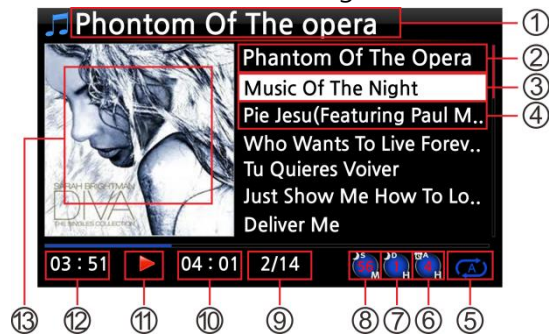 Phontom Of The opera
①
SARAH BRIGHTMAN
DIVA
THE SINGLES COLLECTION
Phantom Of The Opera
②
Music Of The Night
③
Pie Jesu(Featuring Paul M..
④
Who Wants To Live Forev..
Tu Quieres Voiver
Just Show Me How To Lo..
Deliver Me
03 : 51
04 : 01
2/14
S 56 M
D 1 H
A 4 H
A
⑬ ⑫ ⑪ ⑩ ⑨ ⑧ ⑦ ⑥ ⑤